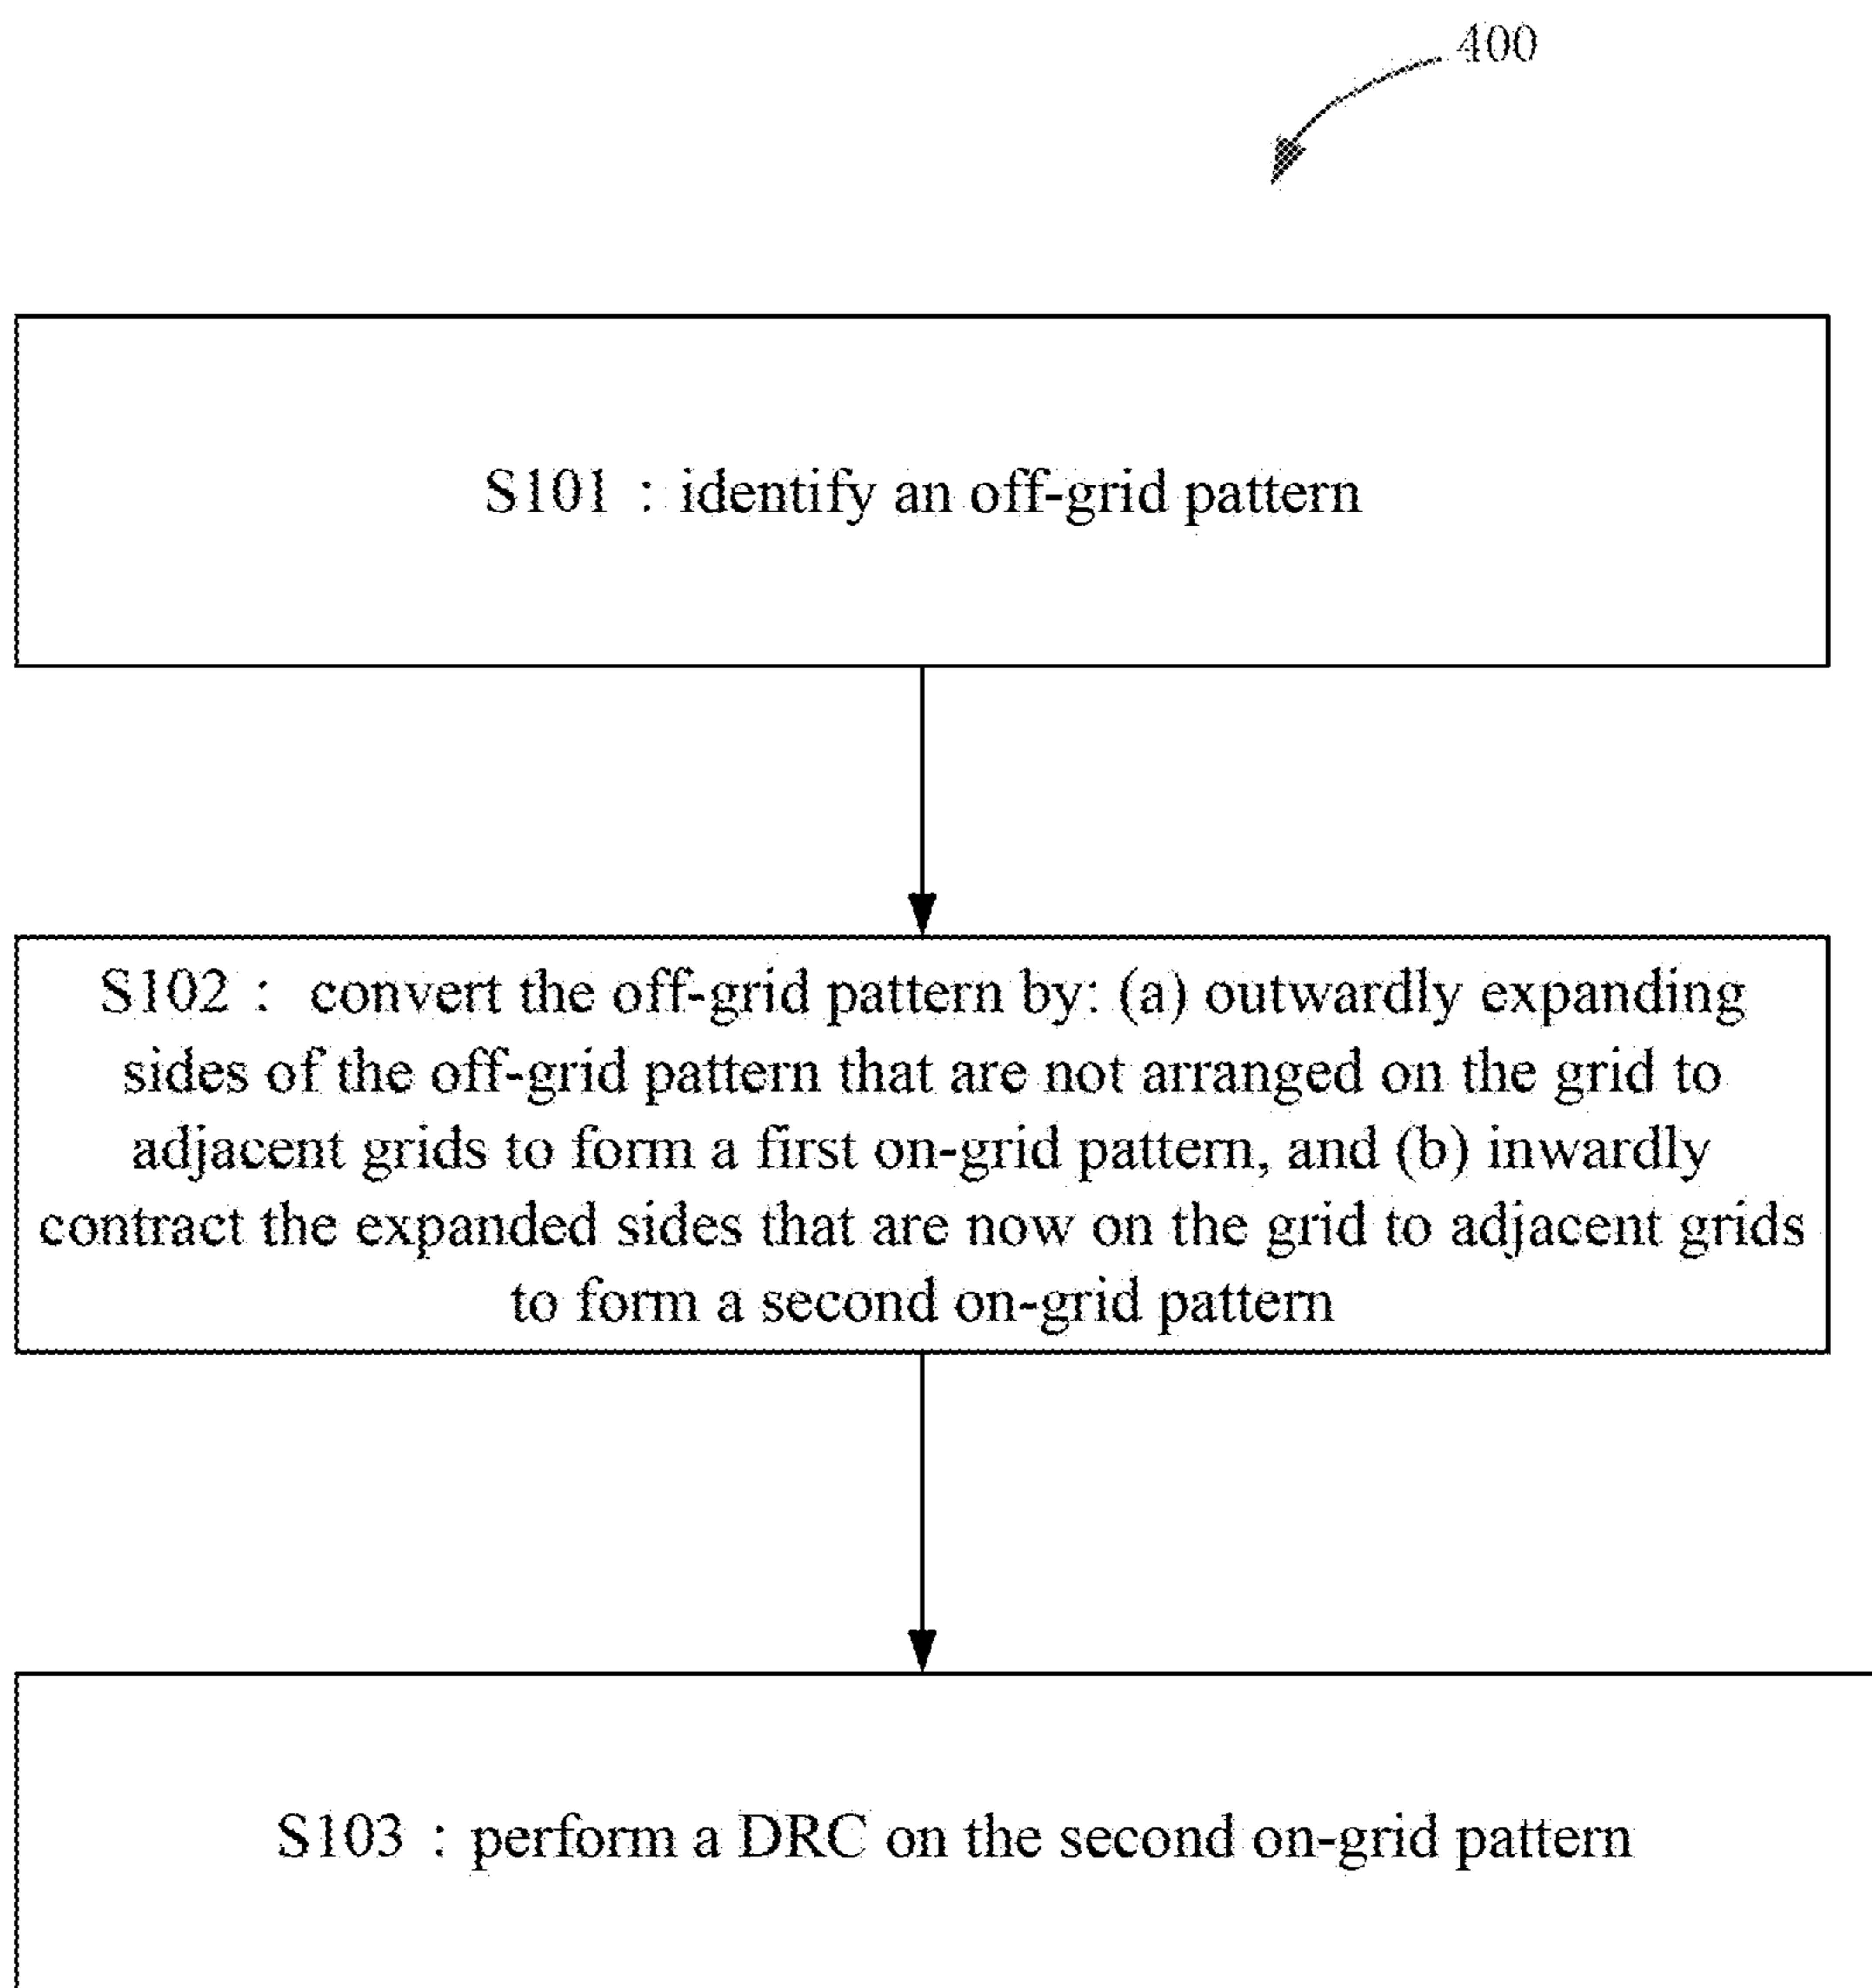 400
S101 : identify an off-grid pattern
S102 : convert the off-grid pattern by: (a) outwardly expanding
sides of the off-grid pattern that are not arranged on the grid to
adjacent grids to form a first on-grid pattern, and (b) inwardly
contract the expanded sides that are now on the grid to adjacent grids
to form a second on-grid pattern
S103 : perform a DRC on the second on-grid pattern